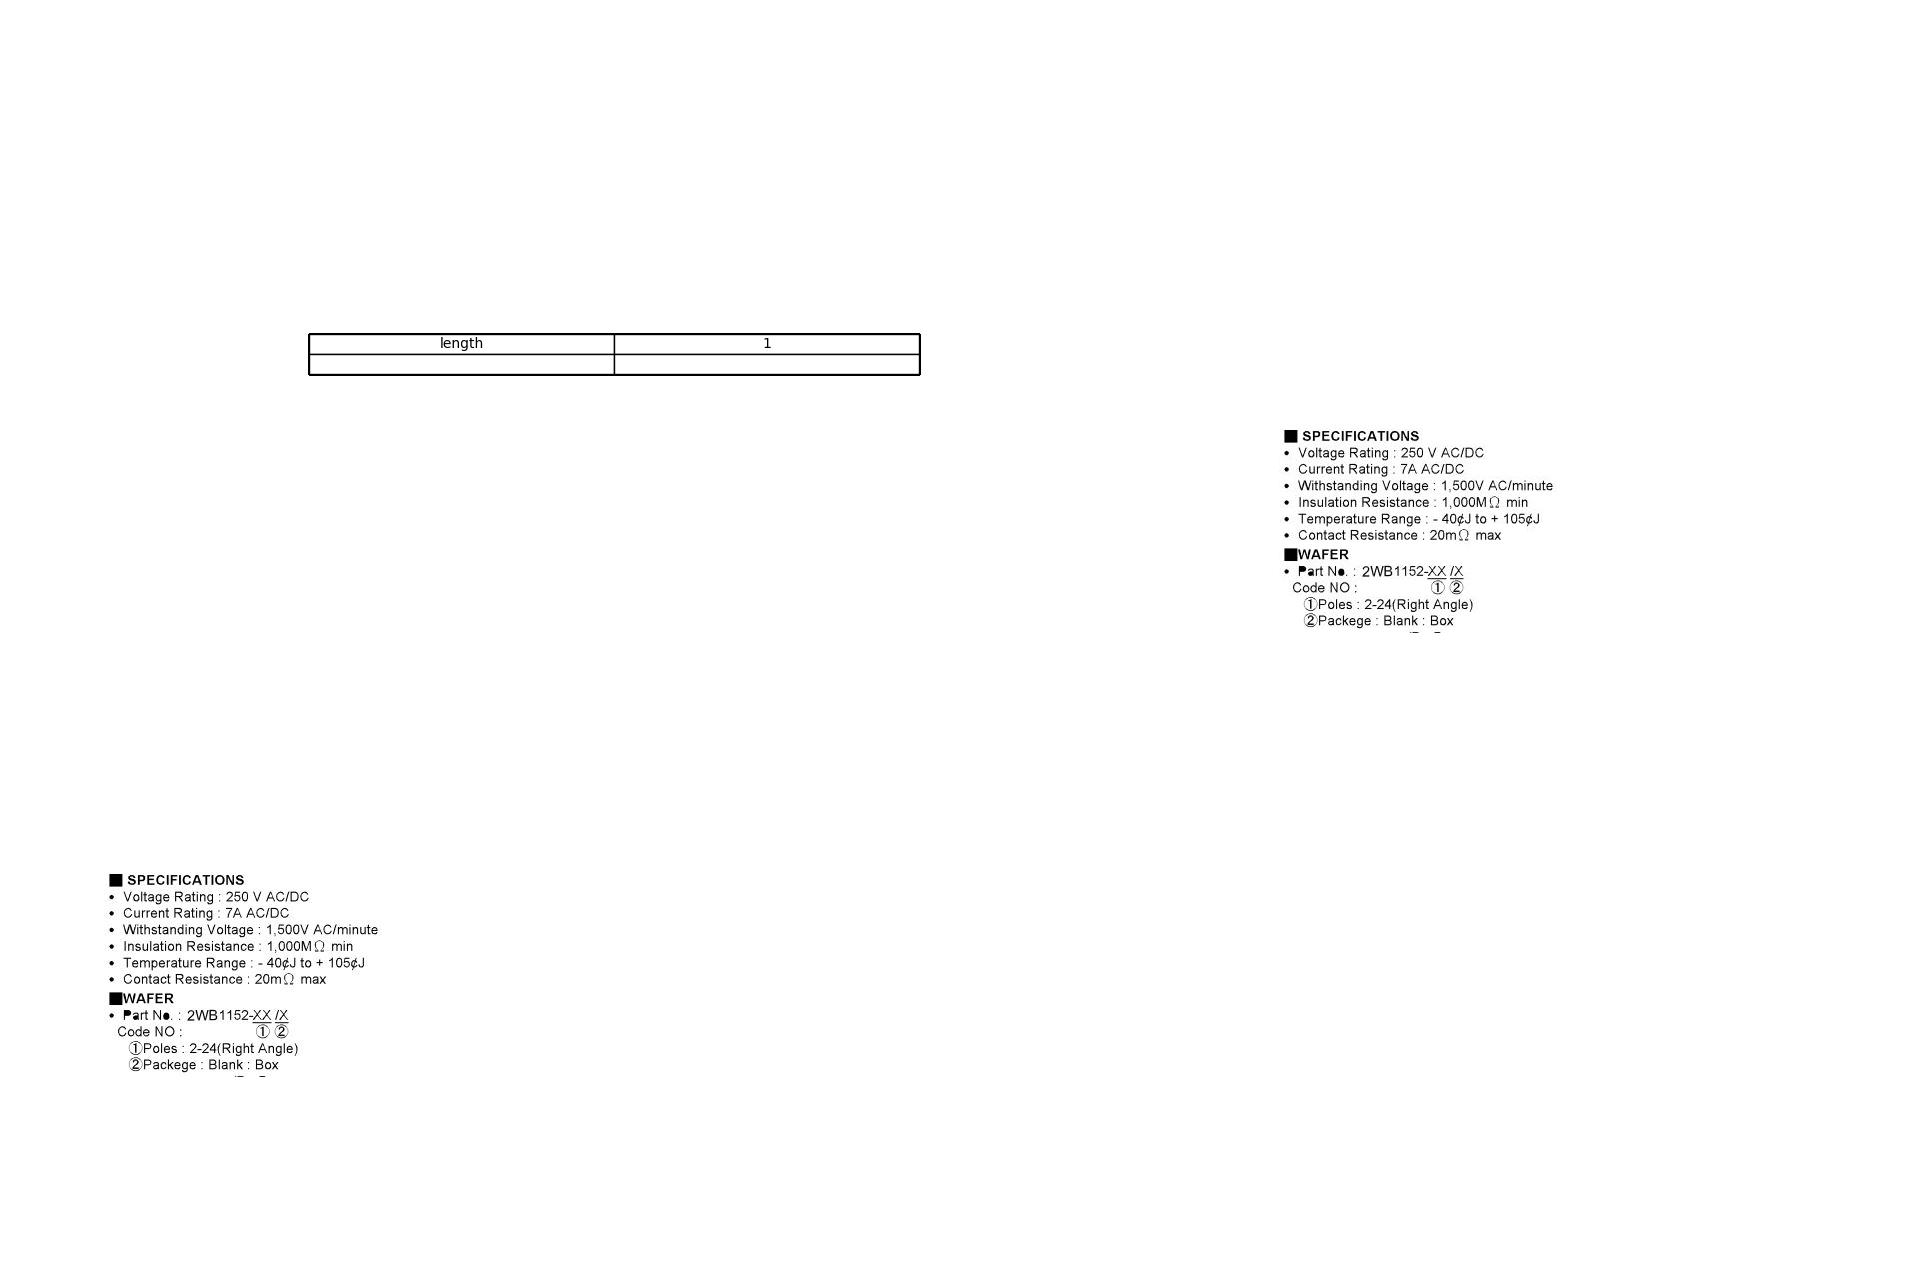 length 1
■ SPECIFICATIONS
• Voltage Rating : 250 V AC/DC
• Current Rating : 7A AC/DC
• Withstanding Voltage : 1,500V AC/minute
• Insulation Resistance : 1,000MΩ min
• Temperature Range : - 40¢J to + 105¢J
• Contact Resistance : 20mΩ max
■WAFER
• Part No. : 2WB1152-XX /X
Code NO : ① ②
①Poles : 2-24(Right Angle)
②Packege : Blank : Box
■ SPECIFICATIONS
• Voltage Rating : 250 V AC/DC
• Current Rating : 7A AC/DC
• Withstanding Voltage : 1,500V AC/minute
• Insulation Resistance : 1,000MΩ min
• Temperature Range : - 40¢J to + 105¢J
• Contact Resistance : 20mΩ max
■WAFER
• Part No. : 2WB1152-XX /X
Code NO : ① ②
①Poles : 2-24(Right Angle)
②Packege : Blank : Box